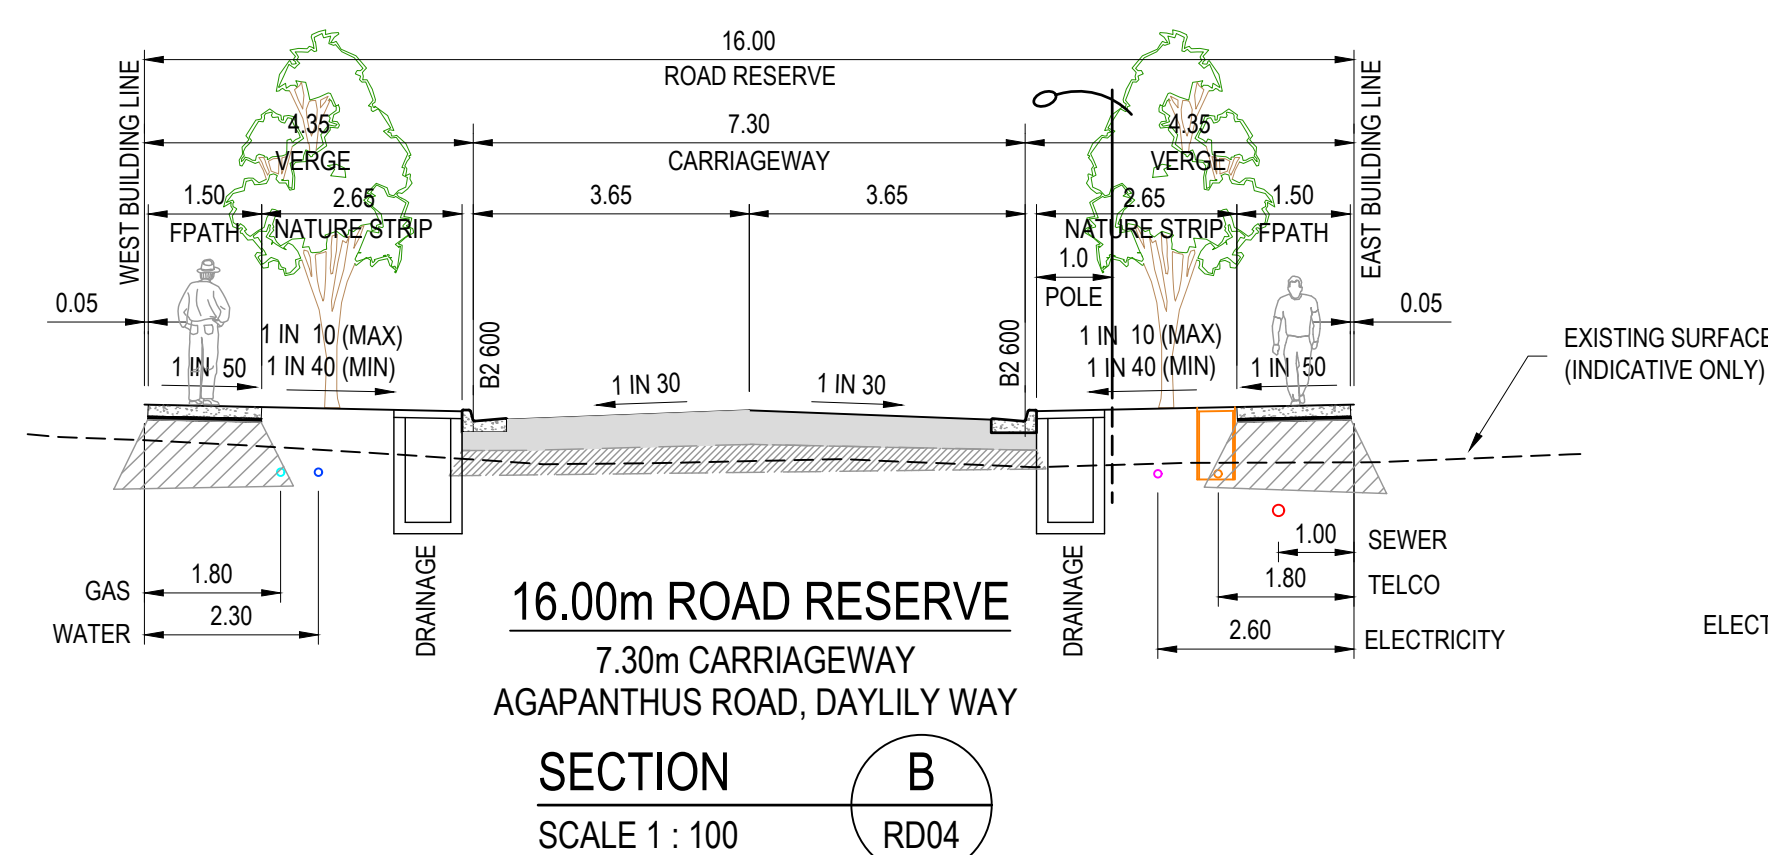 16.00
ROAD RESERVE
4.35
VERGE
7.30
CARRIAGEWAY
4.35
VERGE
1.50
FPATH
2.65
NATURE STRIP
3.65
3.65
2.65
NATURE STRIP
1.50
FPATH
WEST BUILDING LINE
EAST BUILDING LINE
1.0
POLE
0.05
0.05
1 IN 10 (MAX)
1 IN 50
1 IN 40 (MIN)
B2 600
1 IN 30
1 IN 30
B2 600
1 IN 10 (MAX)
1 IN 40 (MIN)
1 IN 50
EXISTING SURFACE
(INDICATIVE ONLY)
GAS
1.80
WATER
2.30
DRAINAGE
DRAINAGE
1.00
SEWER
1.80
TELCO
2.60
ELECTRICITY
ELECT
16.00m ROAD RESERVE
7.30m CARRIAGEWAY
AGAPANTHUS ROAD, DAYLILY WAY
SECTION
B
SCALE 1 : 100
RD04